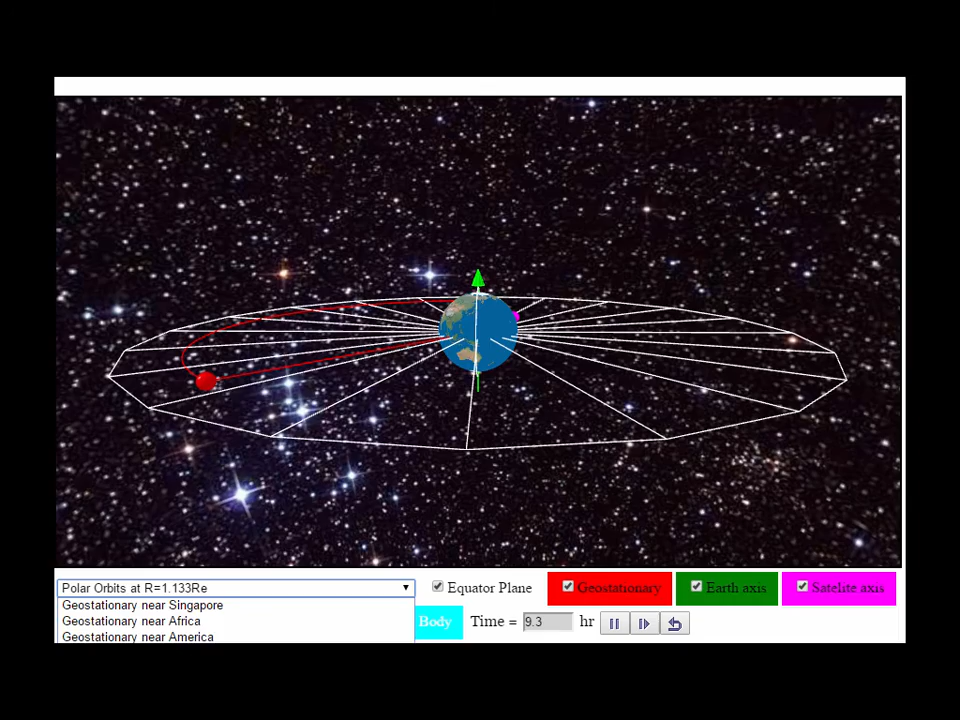 Polar Orbits at R=1.133Re
Equator Plane
Geostationary
Earth axis
Satelite axis
Geostationary near Singapore
Geostationary near Africa
Geostationary near America
Body
Time = 9.3 hr